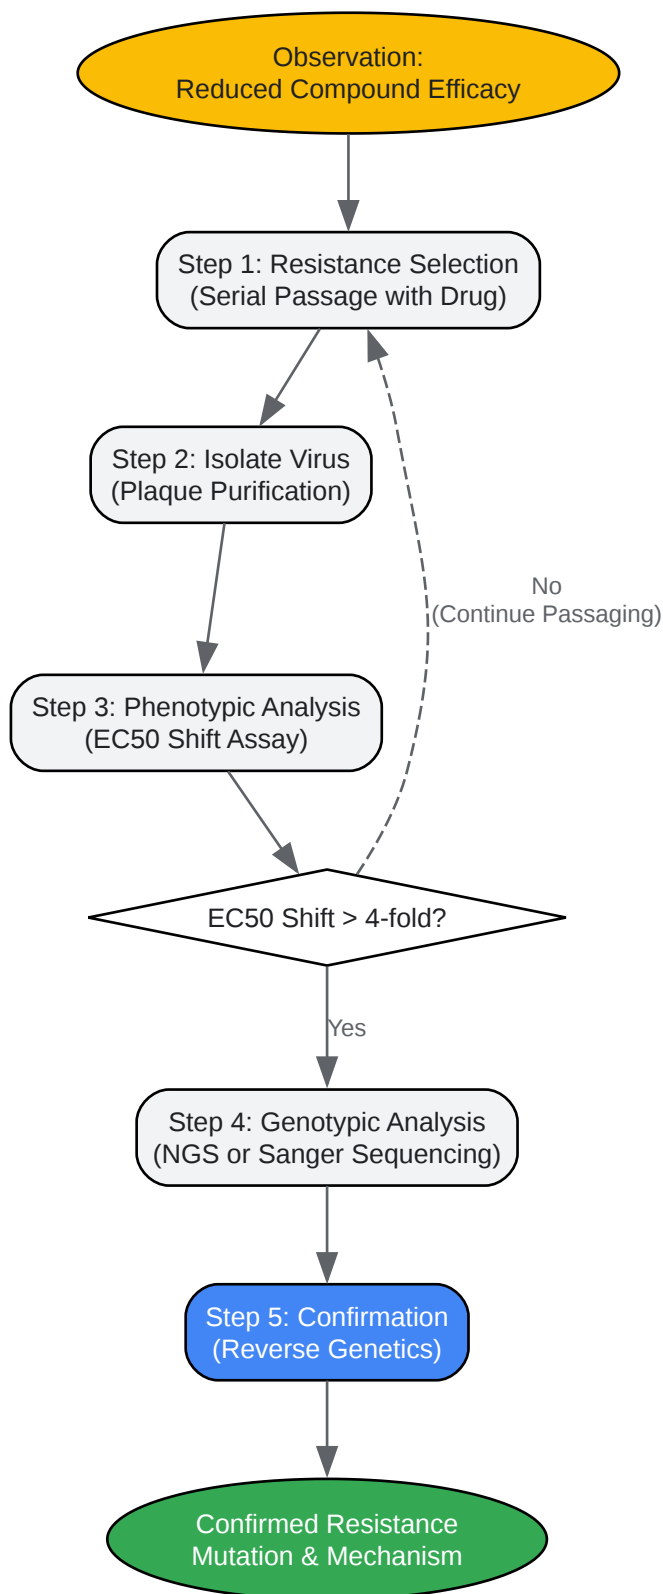 Observation:
Reduced Compound Efficacy
Step 1: Resistance Selection
(Serial Passage with Drug)
Step 2: Isolate Virus
(Plaque Purification)
No
(Continue Passaging)
Step 3: Phenotypic Analysis
(EC50 Shift Assay)
EC50 Shift > 4-fold?
Yes
Step 4: Genotypic Analysis
(NGS or Sanger Sequencing)
Step 5: Confirmation
(Reverse Genetics)
Confirmed Resistance
Mutation & Mechanism